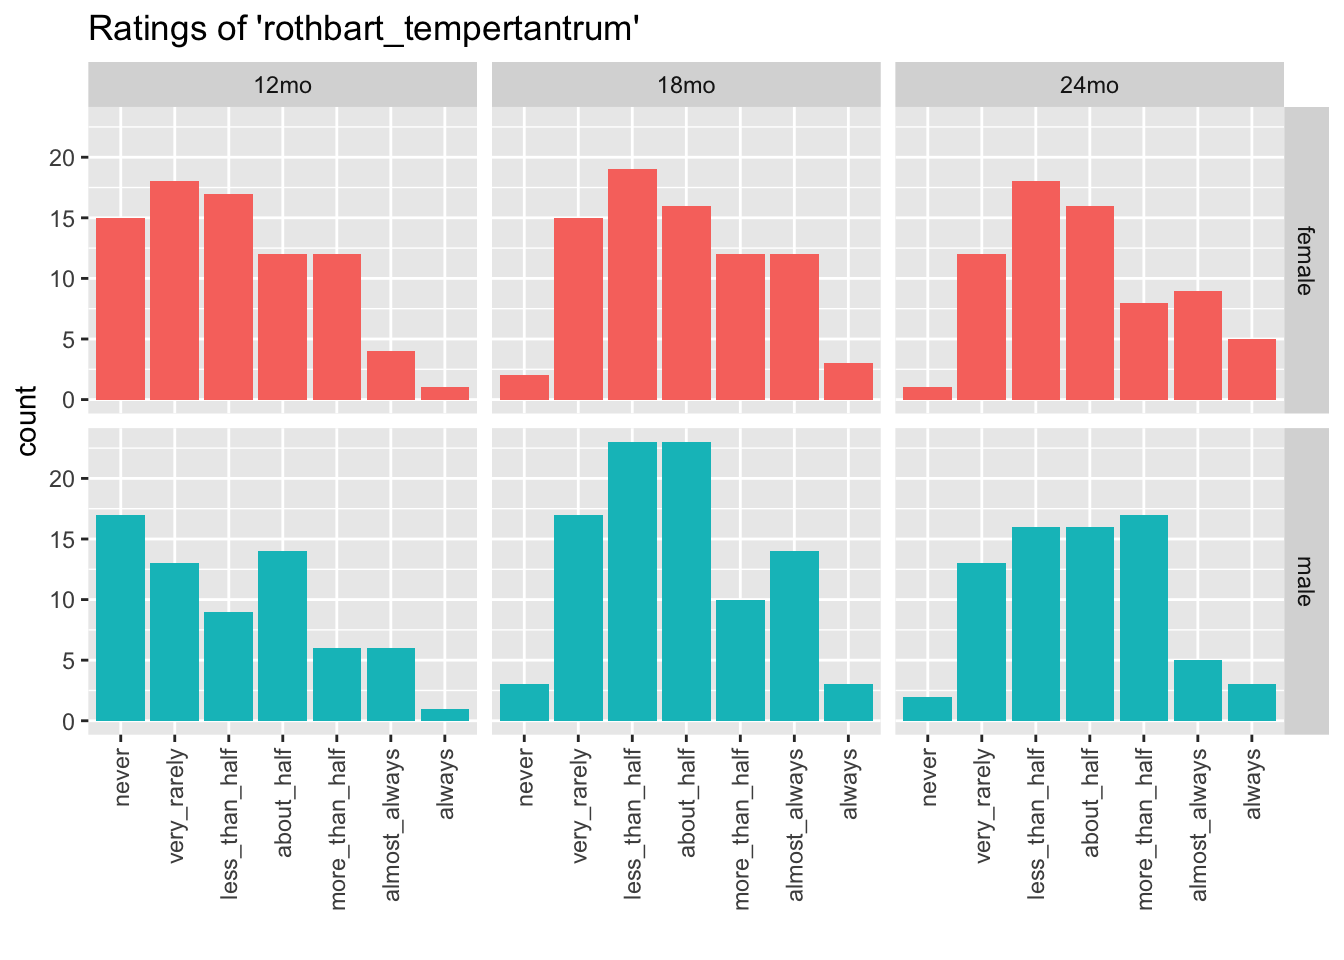 Ratings of 'rothbart_tempertantrum'
12mo 18mo 24mo
20
15
10
5
0
female
count
20
15
10
5
0
male
never very_rarely less_than_half about_half more_than_half almost_always always
never very_rarely less_than_half about_half more_than_half almost_always always
never very_rarely less_than_half about_half more_than_half almost_always always